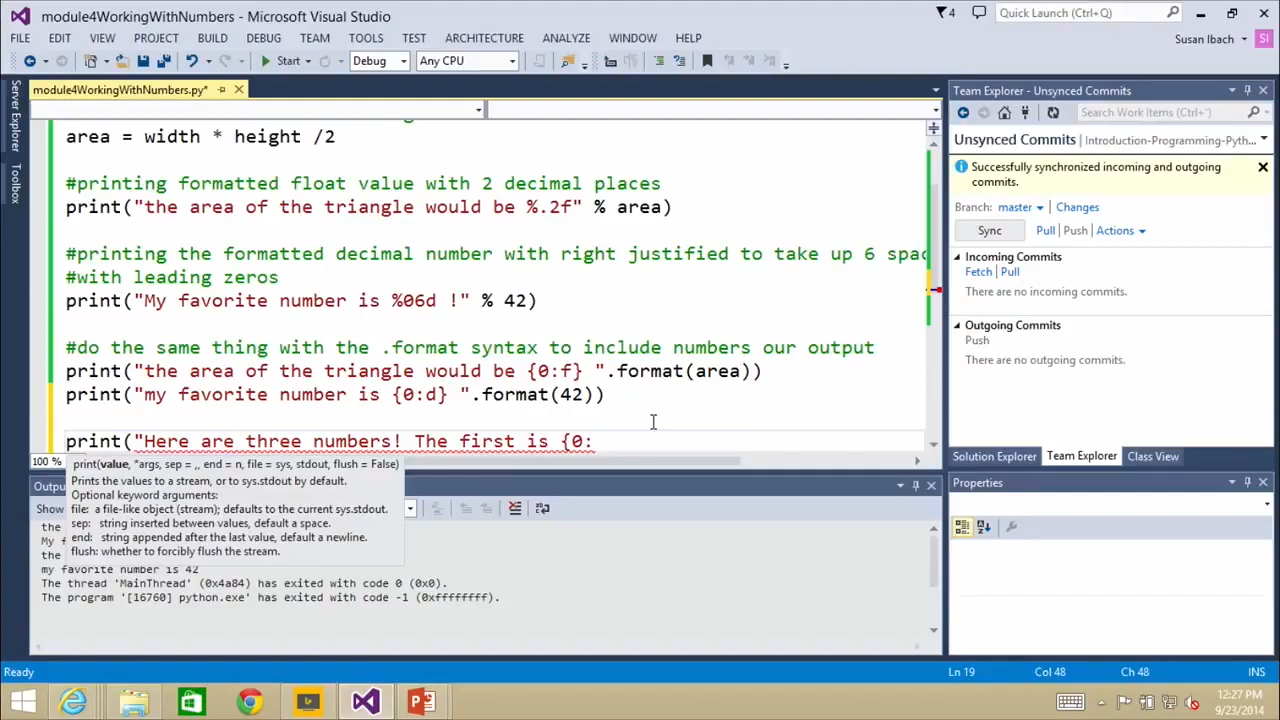 module4WorkingWithNumbers - Microsoft Visual Studio
4
Quick Launch (Ctrl+Q)
FILE EDIT VIEW PROJECT BUILD DEBUG TEAM TOOLS TEST ARCHITECTURE ANALYZE WINDOW HELP
Susan Ibach SI
Start Debug Any CPU
Server Explorer
Toolbox
module4WorkingWithNumbers.py*
area = width * height /2
#printing formatted float value with 2 decimal places
print("the area of the triangle would be %.2f" % area)
#printing the formatted decimal number with right justified to take up 6 spac
#with leading zeros
print("My favorite number is %06d !" % 42)
#do the same thing with the .format syntax to include numbers our output
print("the area of the triangle would be {0:f} ".format(area))
print("my favorite number is {0:d} ".format(42))
print("Here are three numbers! The first is {0:
100 %
print(value, *args, sep = ,, end = n, file = sys, stdout, flush = False)
Prints the values to a stream, or to sys.stdout by default.
Optional keyword arguments:
file: a file-like object (stream); defaults to the current sys.stdout.
sep: string inserted between values, default a space.
end: string appended after the last value, default a newline.
flush: whether to forcibly flush the stream.
Output
Show
the
My f
the
my favorite number is 42
The thread 'MainThread' (0x4a84) has exited with code 0 (0x0).
The program '[16760] python.exe' has exited with code -1 (0xffffffff).
Team Explorer - Unsynced Commits
Search Work Items (Ctrl+')
Unsynced Commits | Introduction-Programming-Pyth...
Successfully synchronized incoming and outgoing
commits.
Branch: master Changes
Sync Pull | Push | Actions
Incoming Commits
Fetch | Pull
There are no incoming commits.
Outgoing Commits
Push
There are no outgoing commits.
Solution Explorer Team Explorer Class View
Properties
Ready Ln 19 Col 48 Ch 48 INS
12:27 PM
9/23/2014